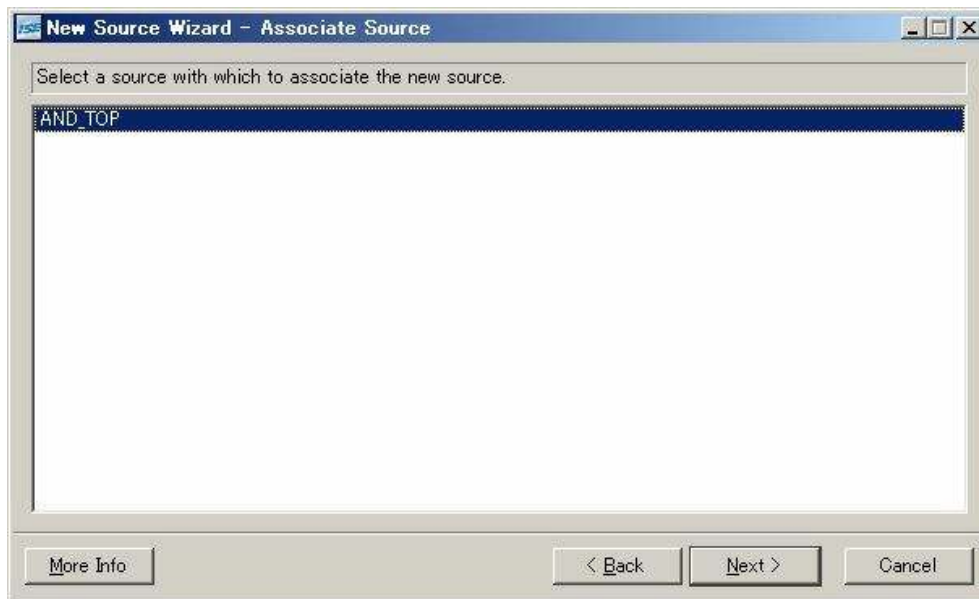 ISE New Source Wizard - Associate Source
Select a source with which to associate the new source.
AND_TOP
More Info
< Back
Next >
Cancel